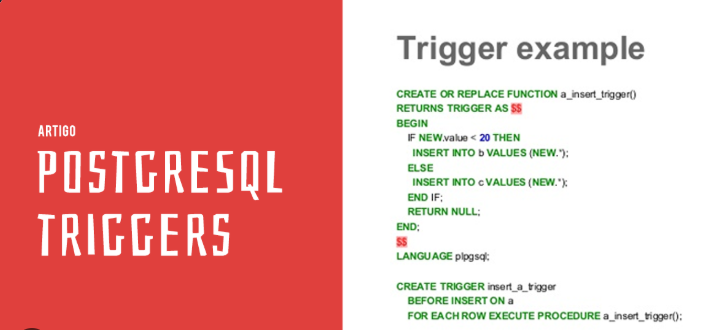 ARTIGO
POSTGRESQL
TRIGGERS
Trigger example
CREATE OR REPLACE FUNCTION a_insert_trigger()
RETURNS TRIGGER AS $$
BEGIN
IF NEW.value < 20 THEN
INSERT INTO b VALUES (NEW.*);
ELSE
INSERT INTO c VALUES (NEW.*);
END IF;
RETURN NULL;
END;
$$
LANGUAGE plpgsql;
CREATE TRIGGER insert_a_trigger
BEFORE INSERT ON a
FOR EACH ROW EXECUTE PROCEDURE a_insert_trigger();